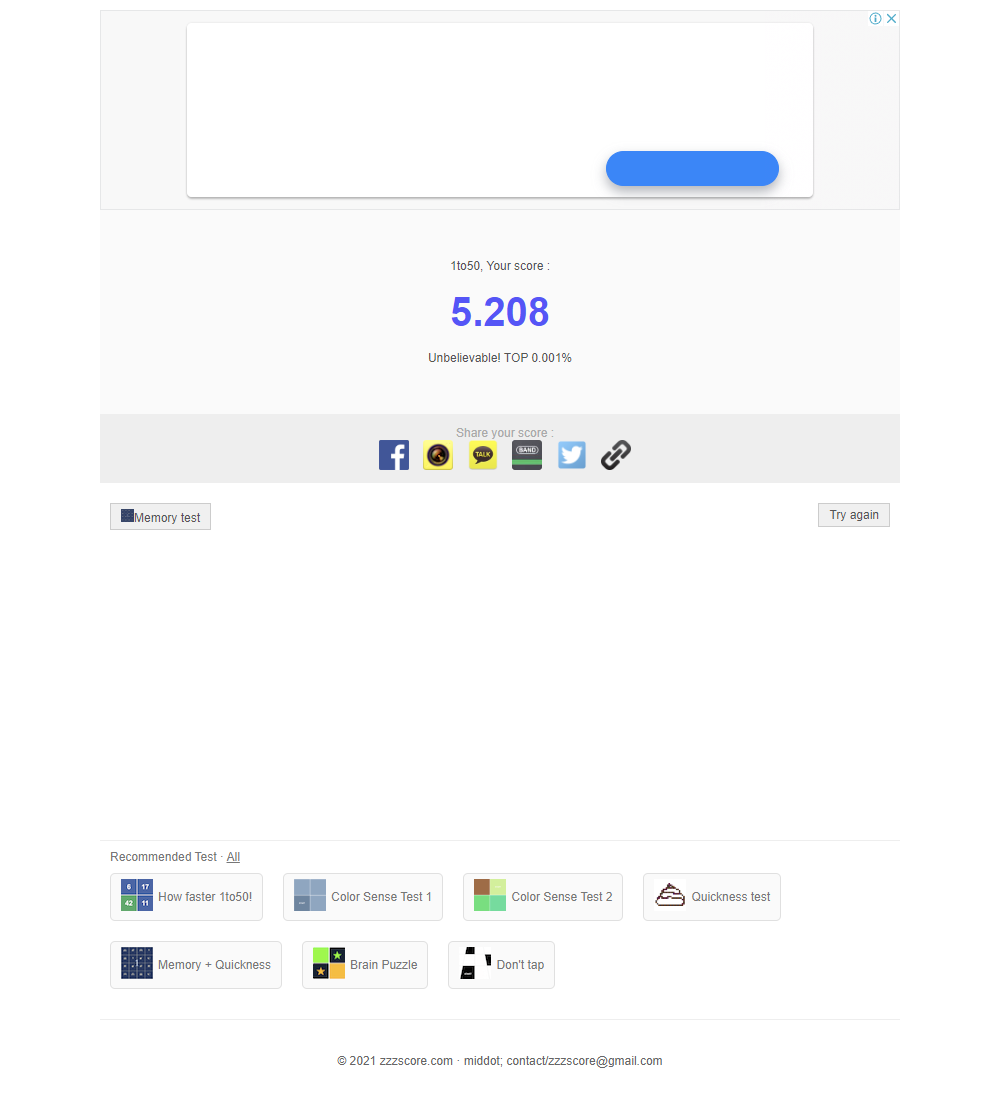 1to50, Your score :
5.208
Unbelievable! TOP 0.001%
Share your score :
TALK
BAND
Memory test
Try again
Recommended Test · All
6 17
42 11
How faster 1to50!
Color Sense Test 1
Color Sense Test 2
Quickness test
Memory + Quickness
Brain Puzzle
Don't tap
© 2021 zzzscore.com · middot; contact/zzzscore@gmail.com